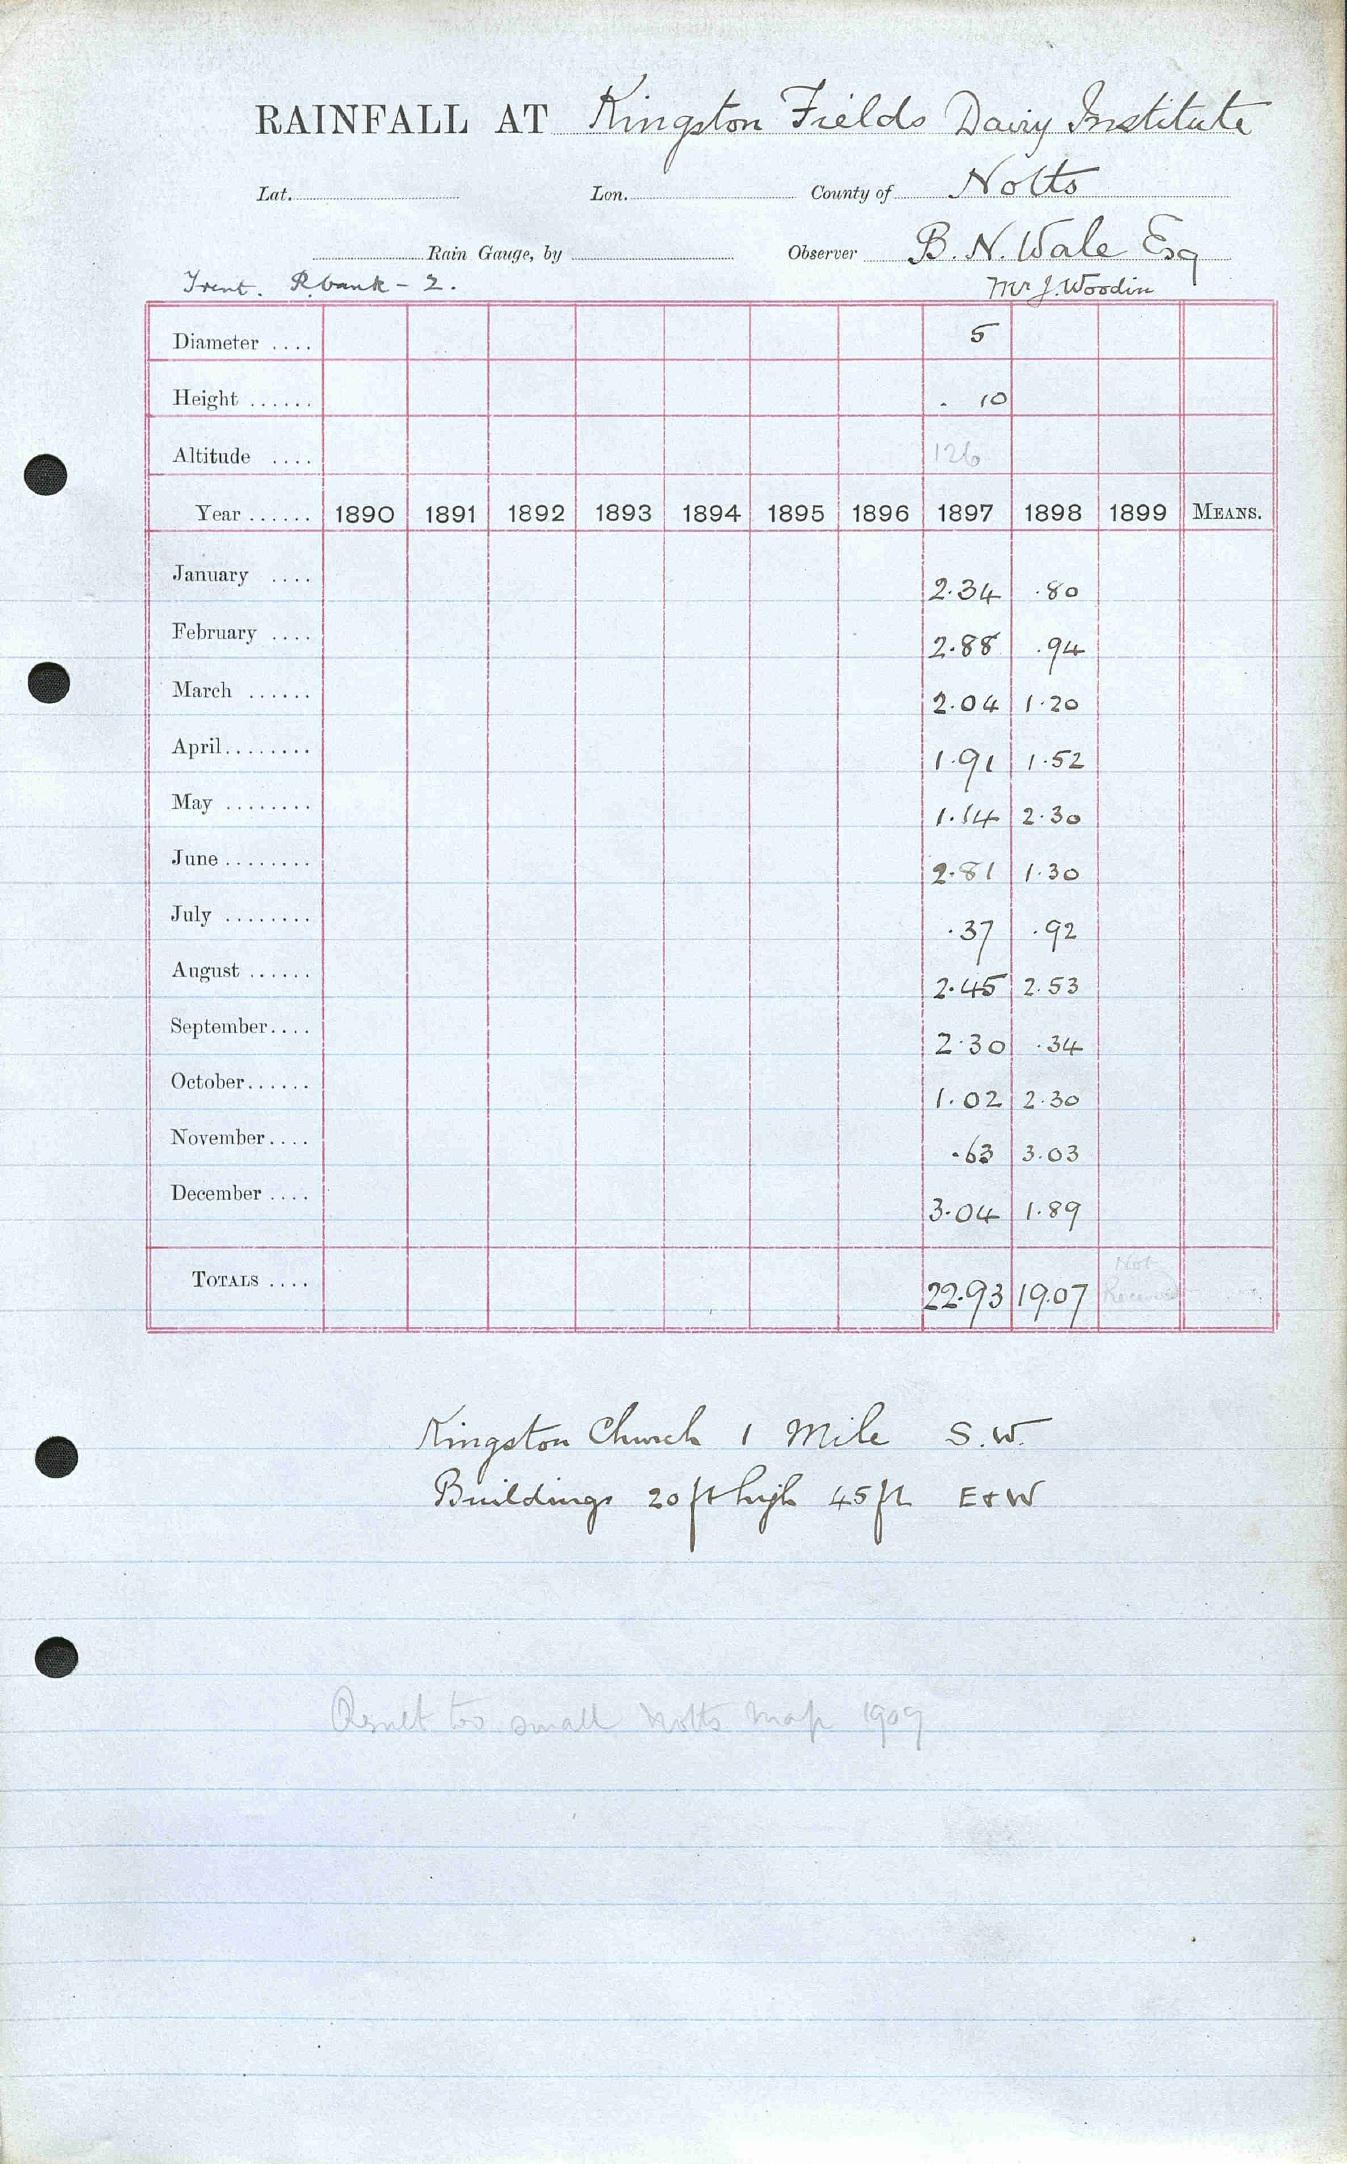 RAINFALL AT Kingston Fields Dairy Institute
Lat. Lon. County of Notts
Rain Gauge, by Observer B. N. Wale Esq
Trent. R bank - 2. Mr J. Woodin
Diameter .... 5
Height ...... . 10
Altitude .... 126
Year ...... 1890 1891 1892 1893 1894 1895 1896 1897 1898 1899 MEANS.
January .... 2.34 .80
February .... 2.88 .94
March ...... 2.04 1.20
April........ 1.91 1.52
May ........ 1.14 2.30
June ........ 2.81 1.30
July ........ .37 .92
August ...... 2.45 2.53
September.... 2.30 .34
October...... 1.02 2.30
November.... .63 3.03
December .... 3.04 1.89
TOTALS .... 22.93 19.07 Not Received
Kingston Church 1 Mile S.W.
Buildings 20 ft high 45 ft E & W
Result too small Notts Map 1909